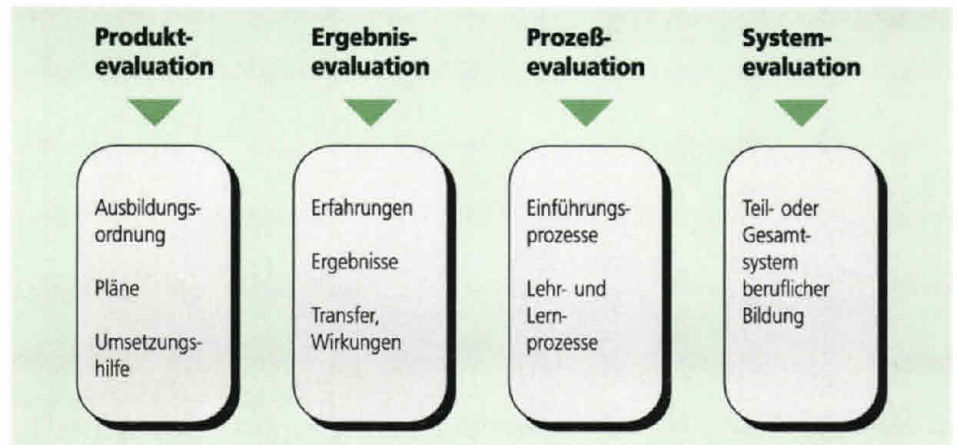 Produkt-
evaluation
Ergebnis-
evaluation
Prozeß-
evaluation
System-
evaluation
Ausbildungs-
ordnung
Pläne
Umsetzungs-
hilfe
Erfahrungen
Ergebnisse
Transfer,
Wirkungen
Einführungs-
prozesse
Lehr- und
Lern-
prozesse
Teil- oder
Gesamt-
system
beruflicher
Bildung